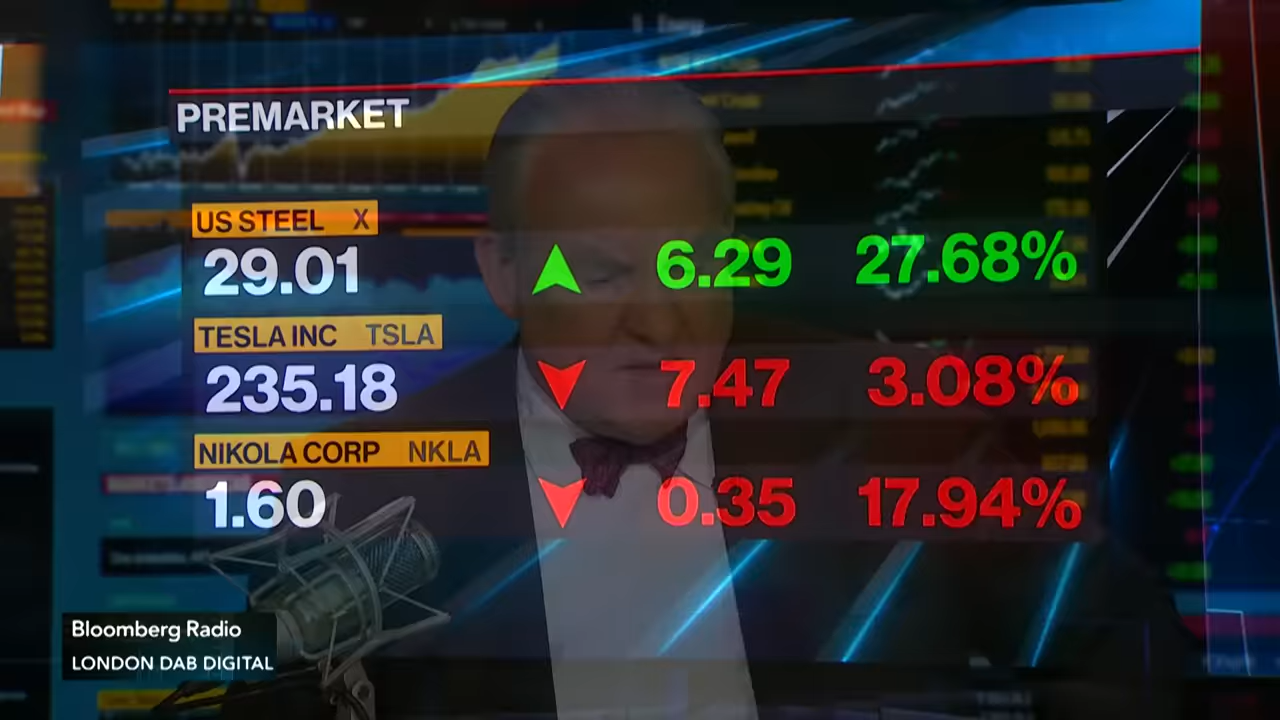 PREMARKET
US STEEL X
29.01 6.29 27.68%
TESLA INC TSLA
235.18 7.47 3.08%
NIKOLA CORP NKLA
1.60 0.35 17.94%
Bloomberg Radio
LONDON DAB DIGITAL